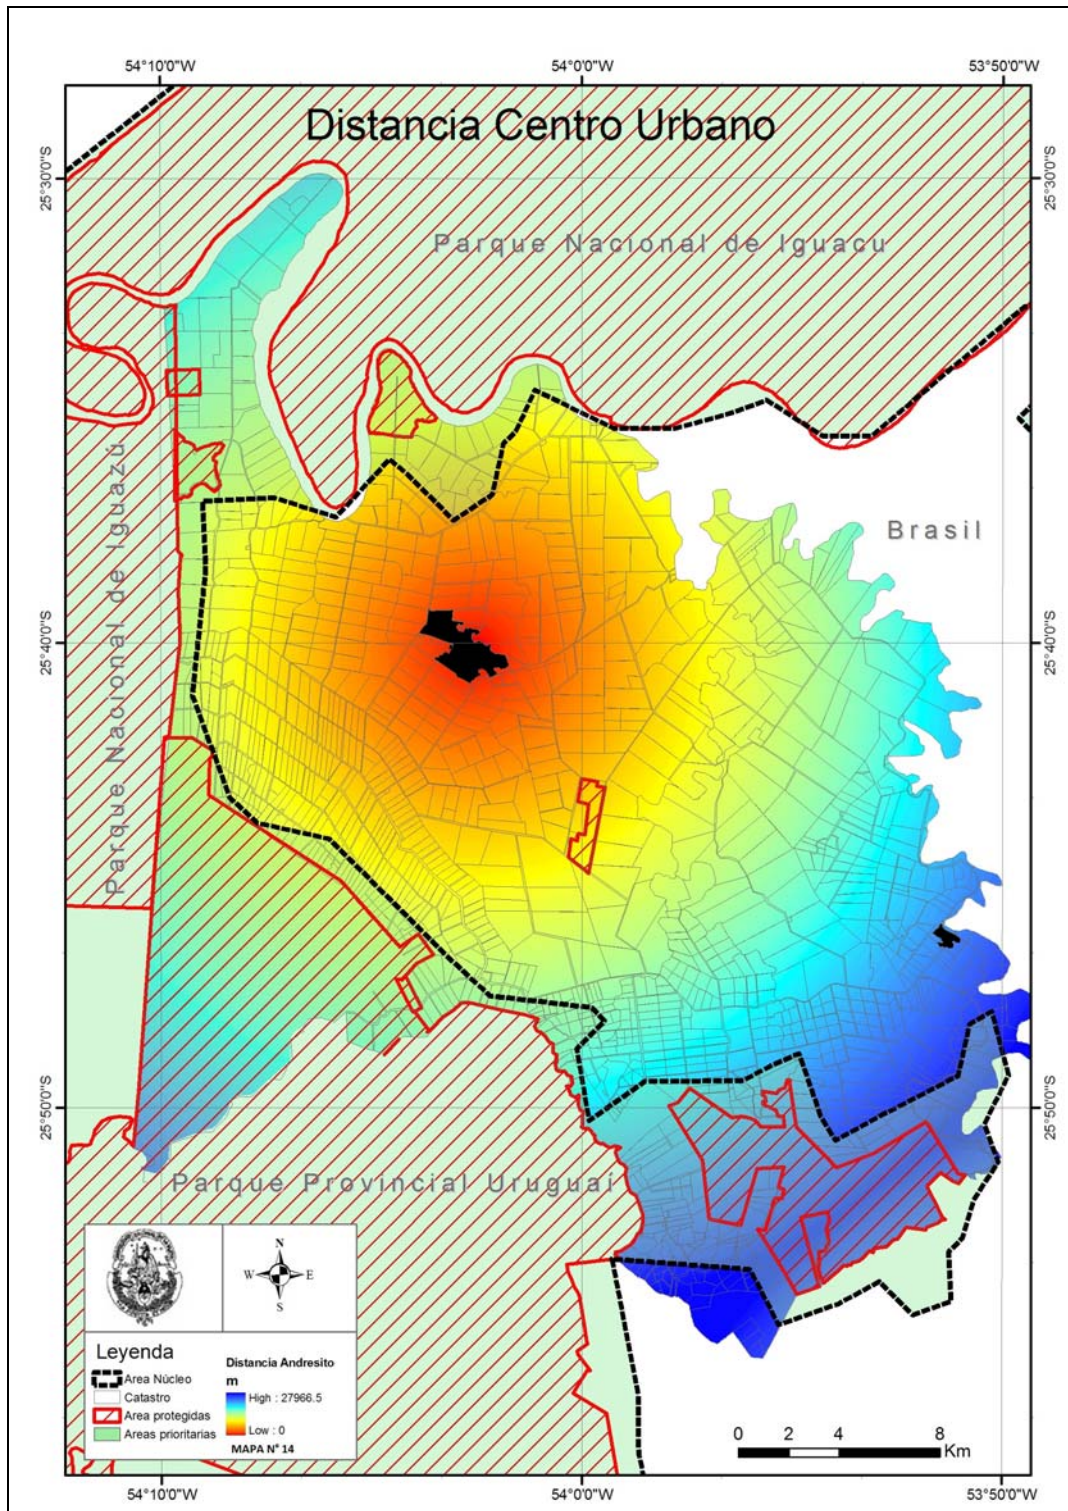 54°10'0"W 54°0'0"W 53°50'0"W
Distancia Centro Urbano
25°30'0"S 25°30'0"S
Parque Nacional de Iguacu
Brasil
Parque Nacional de Iguazú
25°40'0"S 25°40'0"S
25°50'0"S 25°50'0"S
Parque Provincial Uruguaí
N
W E
S
Leyenda
Area Núcleo
Catastro
Area protegidas
Areas prioritarias
Distancia Andresito
m
High : 27966.5
Low : 0
MAPA N° 14
0 2 4 8
Km
54°10'0"W 54°0'0"W 53°50'0"W